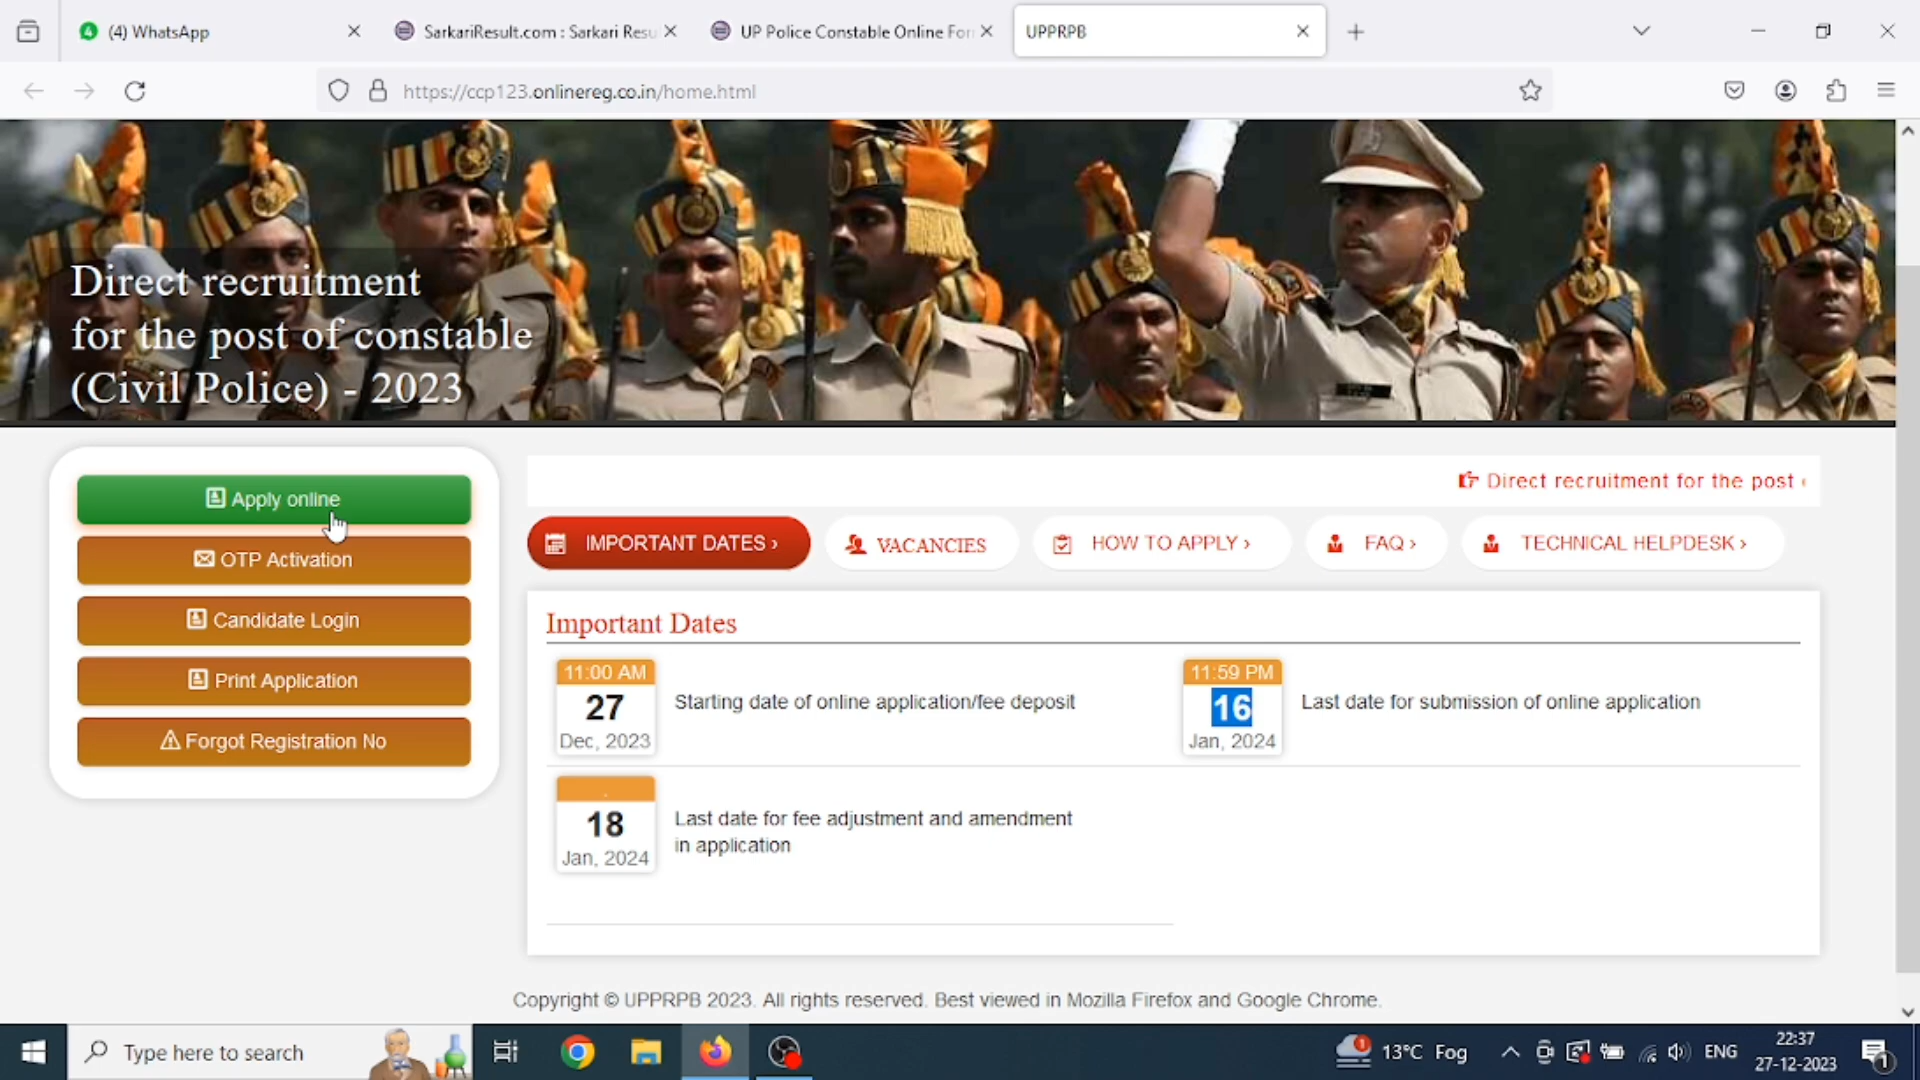 (4) WhatsApp
SarkariResult.com : Sarkari Resu
UP Police Constable Online For
UPPRPB
https://ccp123.onlinereg.co.in/home.html
Direct recruitment
for the post of constable
(Civil Police) - 2023
Apply online
OTP Activation
Candidate Login
Print Application
Forgot Registration No
Direct recruitment for the post
IMPORTANT DATES ›
VACANCIES
HOW TO APPLY ›
FAQ ›
TECHNICAL HELPDESK ›
Important Dates
11:00 AM
27
Dec, 2023
Starting date of online application/fee deposit
11:59 PM
16
Jan, 2024
Last date for submission of online application
.
18
Jan, 2024
Last date for fee adjustment and amendment
in application
Copyright © UPPRPB 2023. All rights reserved. Best viewed in Mozilla Firefox and Google Chrome.
Type here to search
1
13°C Fog
ENG
22:37
27-12-2023
1